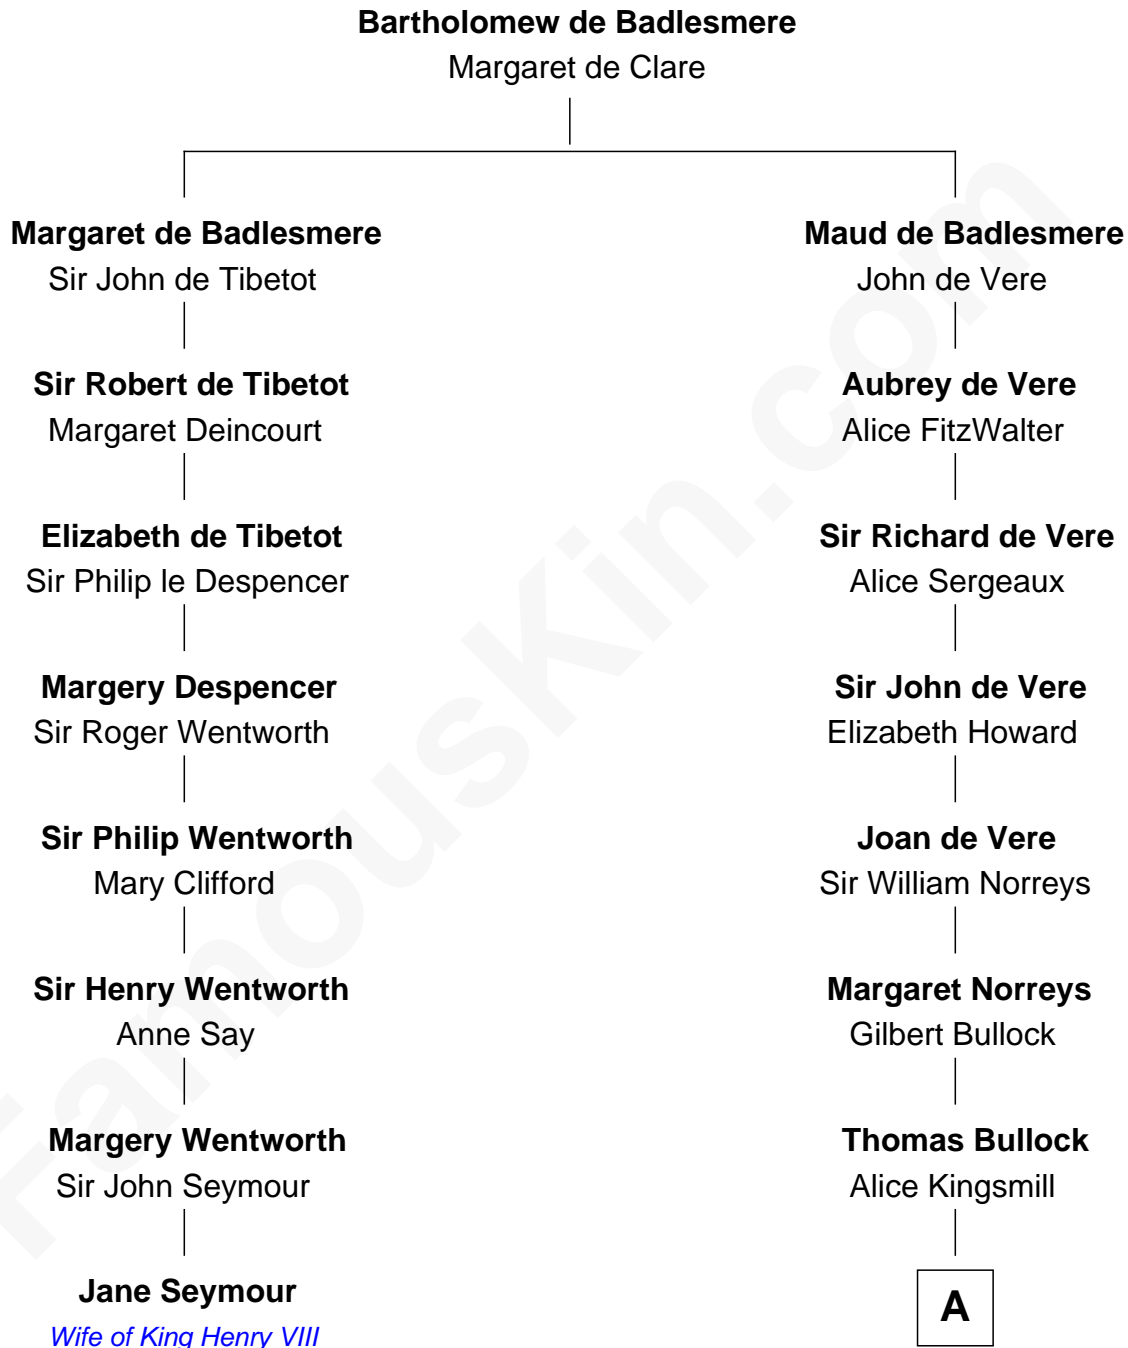 Bartholomew de Badlesmere
Margaret de Clare
Margaret de Badlesmere
Sir John de Tibetot
Maud de Badlesmere
John de Vere
Sir Robert de Tibetot
Margaret Deincourt
Aubrey de Vere
Alice FitzWalter
Elizabeth de Tibetot
Sir Philip le Despencer
Sir Richard de Vere
Alice Sergeaux
Margery Despencer
Sir Roger Wentworth
Sir John de Vere
Elizabeth Howard
Sir Philip Wentworth
Mary Clifford
Joan de Vere
Sir William Norreys
Sir Henry Wentworth
Anne Say
Margaret Norreys
Gilbert Bullock
Margery Wentworth
Sir John Seymour
Thomas Bullock
Alice Kingsmill
Jane Seymour
Wife of King Henry VIII
A
FamousKin.com